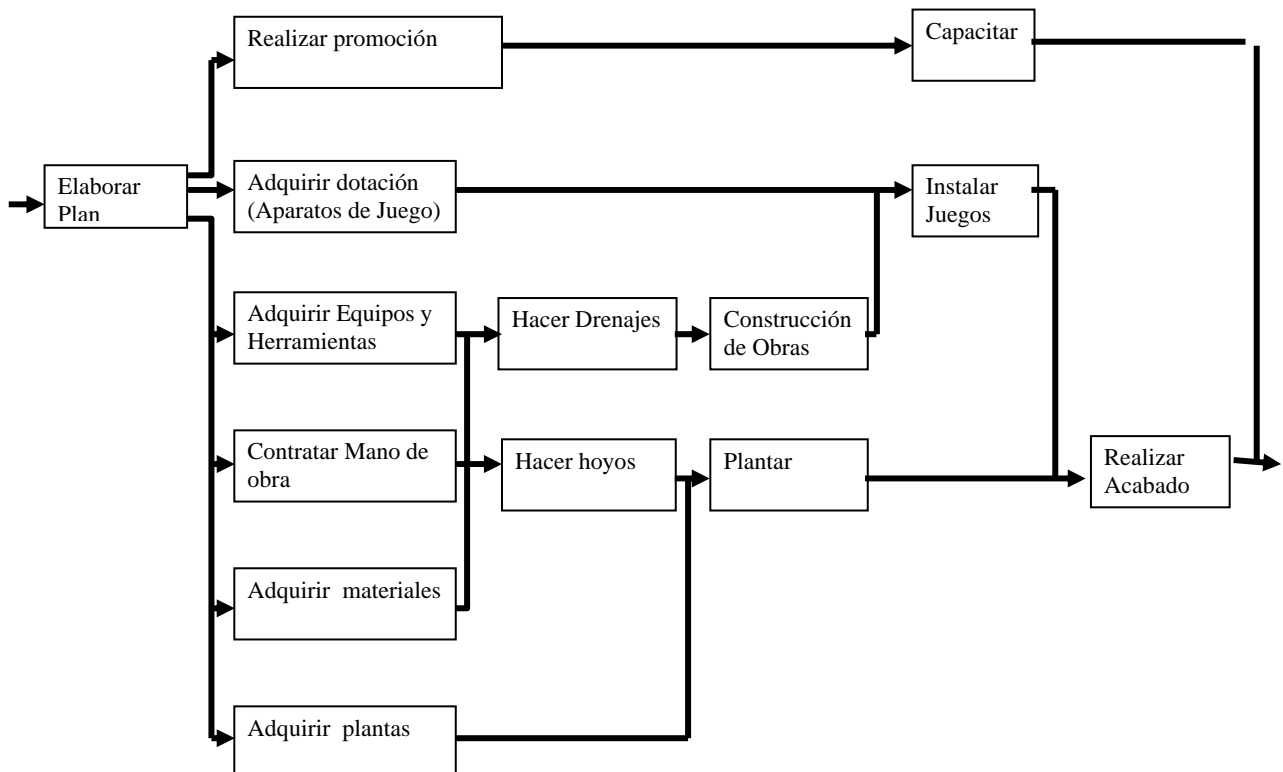 Realizar promoción
Capacitar
Elaborar
Plan
Adquirir dotación
(Aparatos de Juego)
Instalar
Juegos
Adquirir Equipos y
Herramientas
Hacer Drenajes
Construcción
de Obras
Contratar Mano de
obra
Hacer hoyos
Plantar
Realizar
Acabado
Adquirir materiales
Adquirir plantas